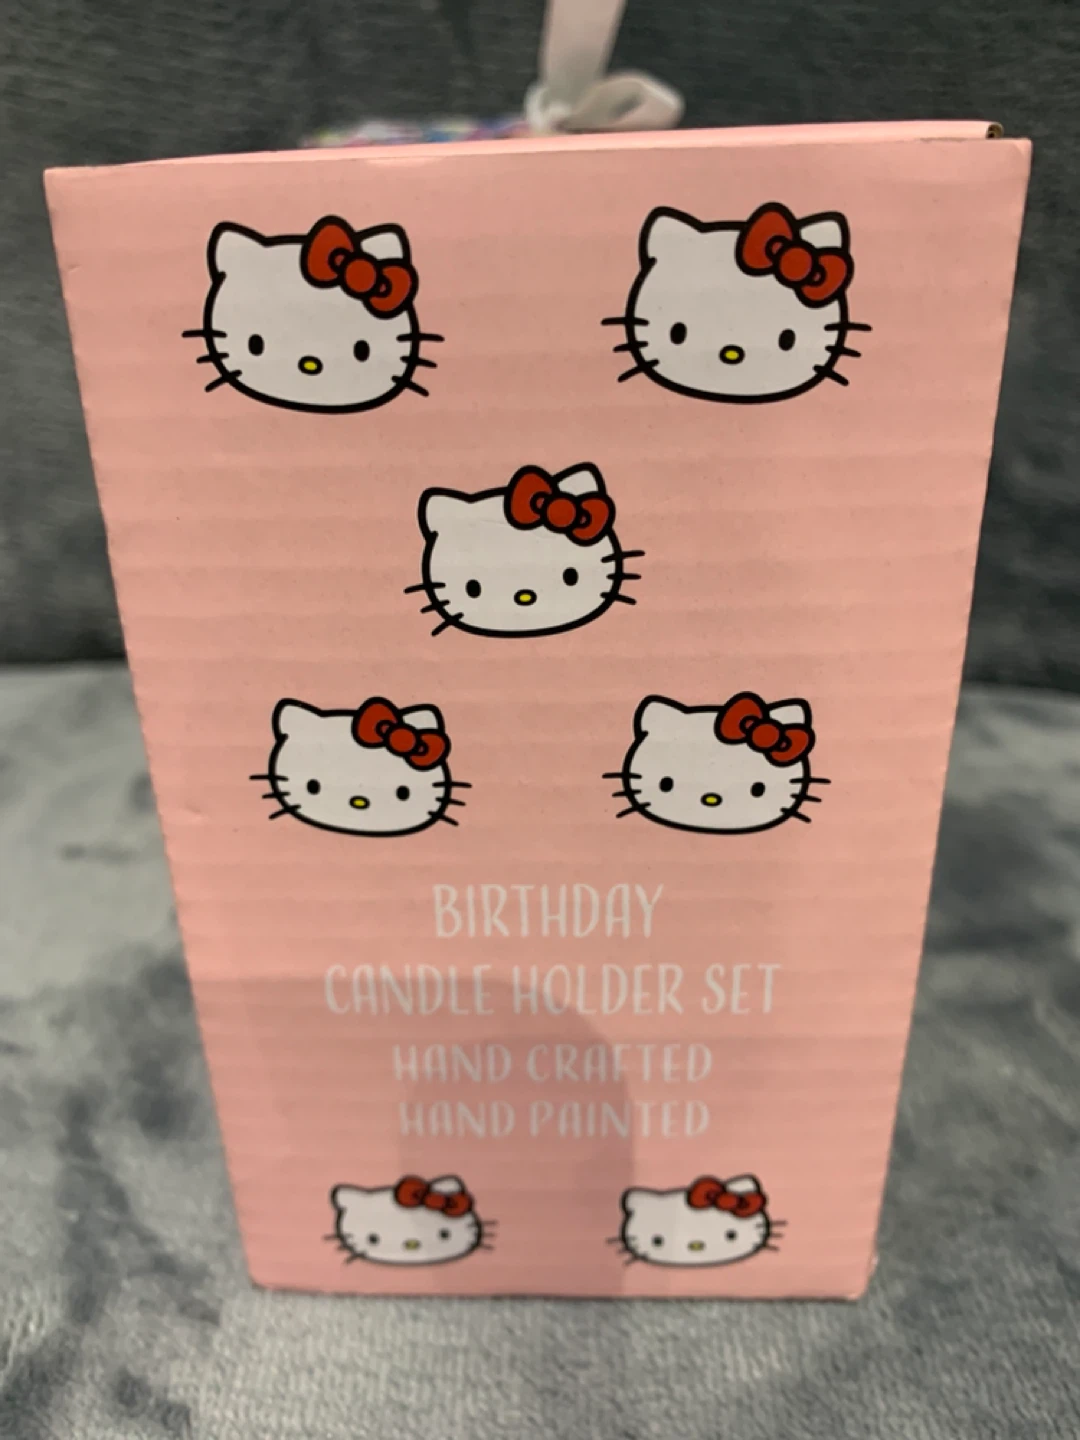 BIRTHDAY
CANDLE HOLDER SET
HAND CRAFTED
HAND PAINTED